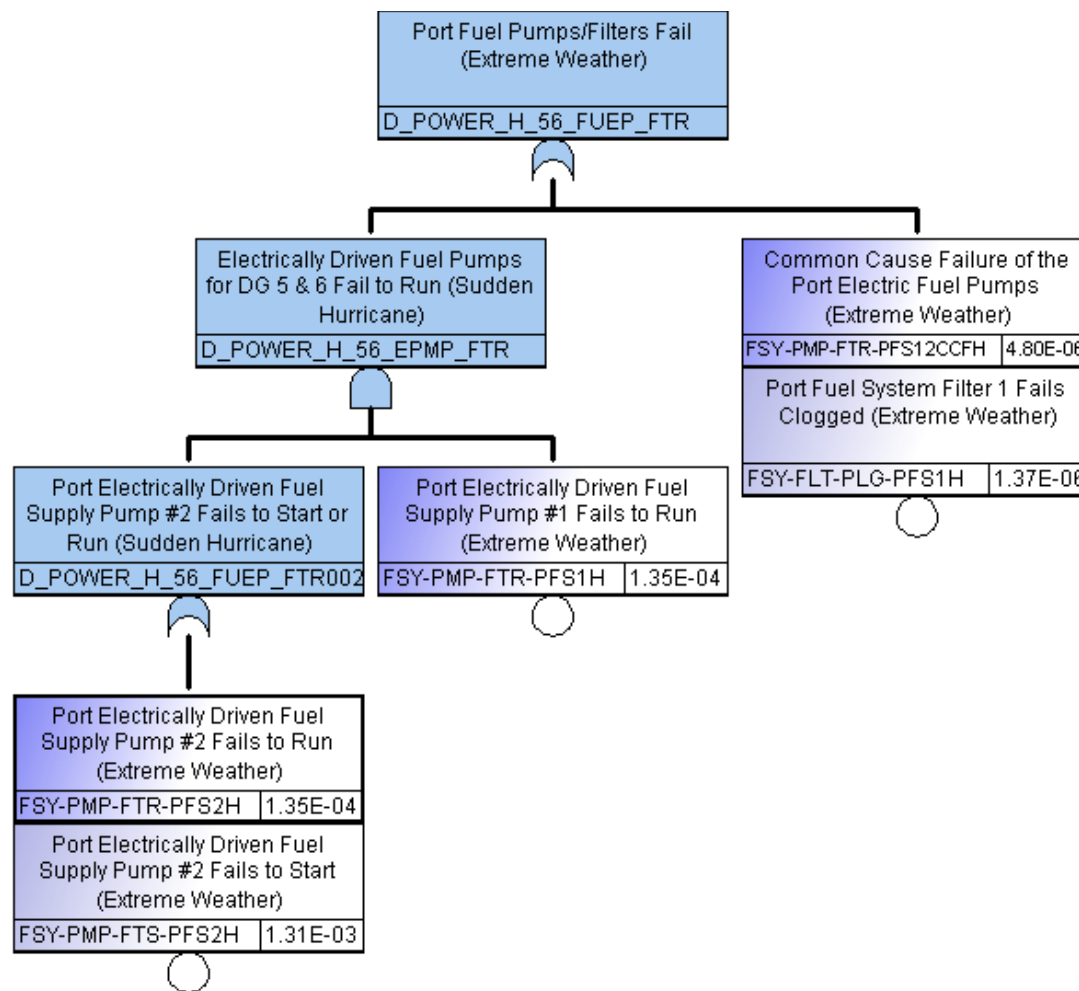 Port Fuel Pumps/Filters Fail
(Extreme Weather)
D_POWER_H_56_FUEP_FTR
Electrically Driven Fuel Pumps
for DG 5 & 6 Fail to Run (Sudden
Hurricane)
D_POWER_H_56_EPMP_FTR
Common Cause Failure of the
Port Electric Fuel Pumps
(Extreme Weather)
FSY-PMP-FTR-PFS12CCFH 4.80E-06
Port Fuel System Filter 1 Fails
Clogged (Extreme Weather)
FSY-FLT-PLG-PFS1H 1.37E-06
Port Electrically Driven Fuel
Supply Pump #2 Fails to Start or
Run (Sudden Hurricane)
D_POWER_H_56_FUEP_FTR002
Port Electrically Driven Fuel
Supply Pump #1 Fails to Run
(Extreme Weather)
FSY-PMP-FTR-PFS1H 1.35E-04
Port Electrically Driven Fuel
Supply Pump #2 Fails to Run
(Extreme Weather)
FSY-PMP-FTR-PFS2H 1.35E-04
Port Electrically Driven Fuel
Supply Pump #2 Fails to Start
(Extreme Weather)
FSY-PMP-FTS-PFS2H 1.31E-03